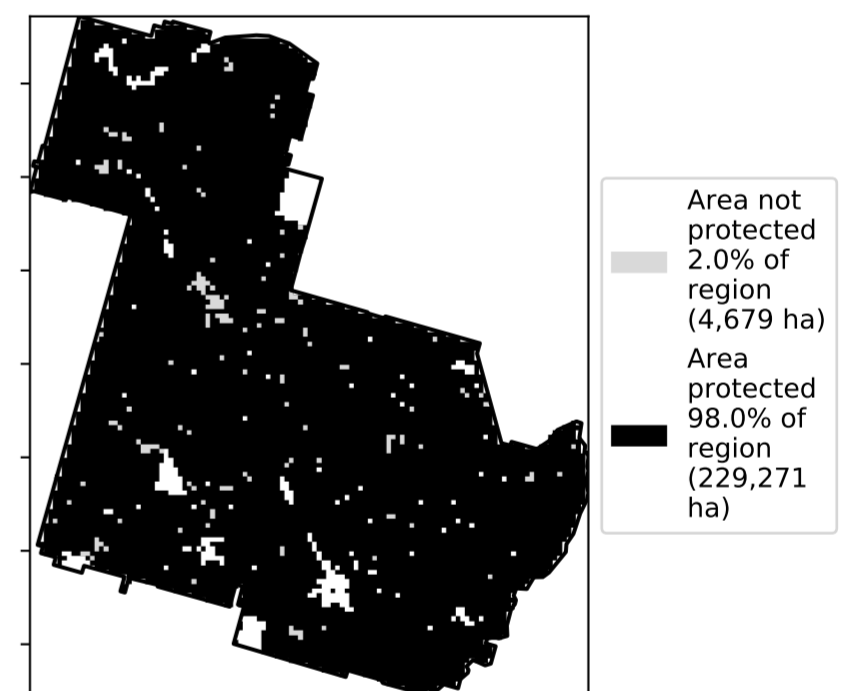 Area not
protected
2.0% of
region
(4,679 ha)
Area
protected
98.0% of
region
(229,271
ha)